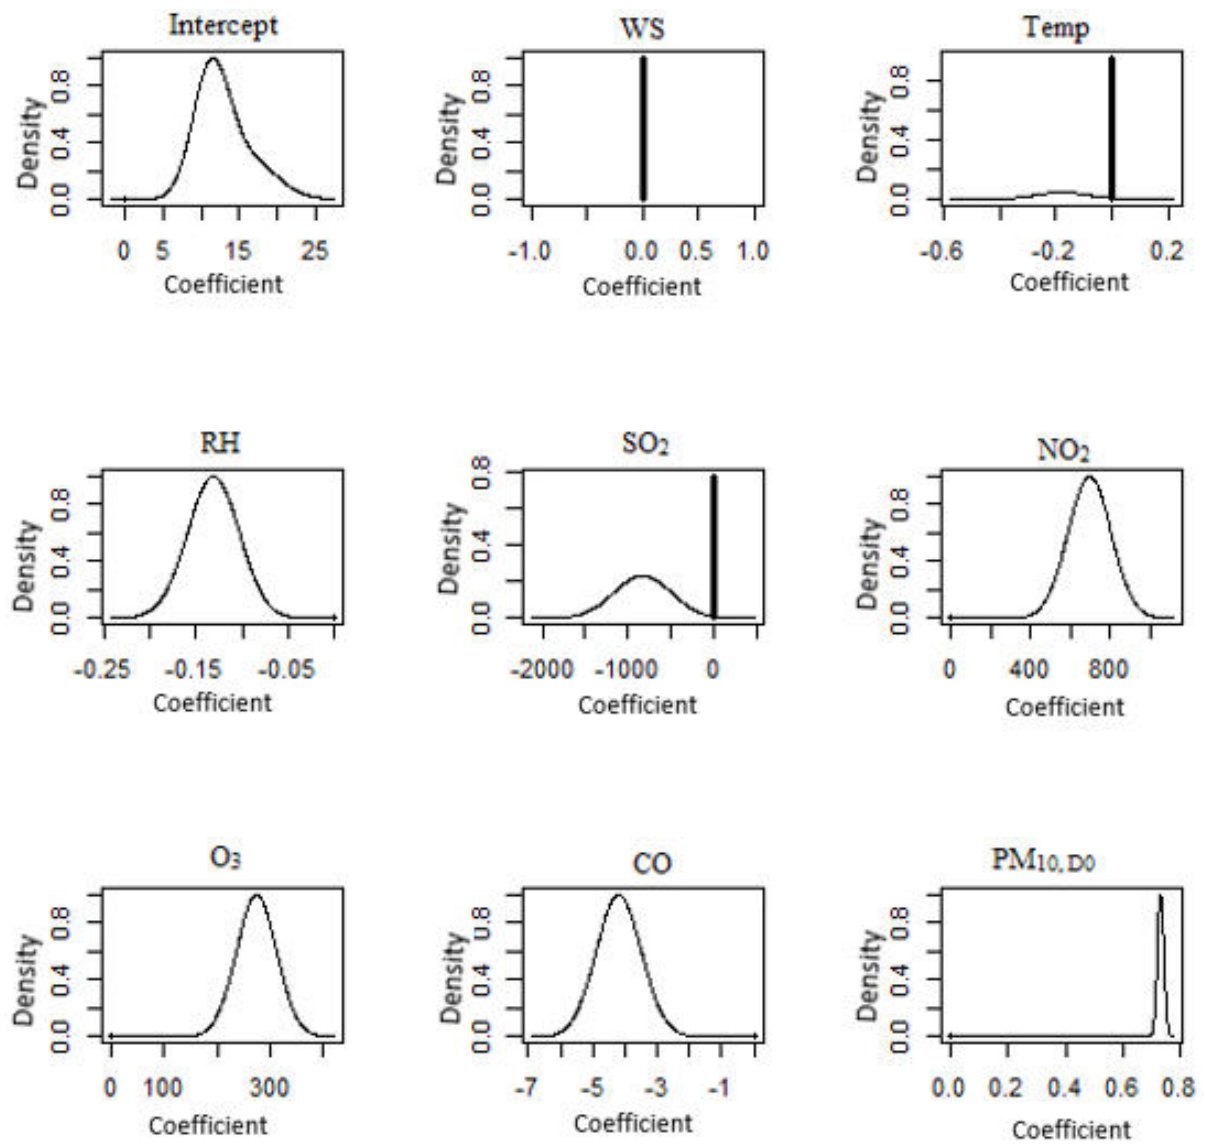 Intercept WS Temp
Density 0.0 0.4 0.8 Density 0.0 0.4 0.8 Density 0.0 0.4 0.8
0 5 15 25 -1.0 0.0 0.5 1.0 -0.6 -0.2 0.2
Coefficient Coefficient Coefficient
RH SO₂ NO₂
Density 0.0 0.4 0.8 Density 0.0 0.4 0.8 Density 0.0 0.4 0.8
-0.25 -0.15 -0.05 -2000 -1000 0 0 400 800
Coefficient Coefficient Coefficient
O₃ CO PM₁₀, D₀
Density 0.0 0.4 0.8 Density 0.0 0.4 0.8 Density 0.0 0.4 0.8
0 100 300 -7 -5 -3 -1 0.0 0.2 0.4 0.6 0.8
Coefficient Coefficient Coefficient